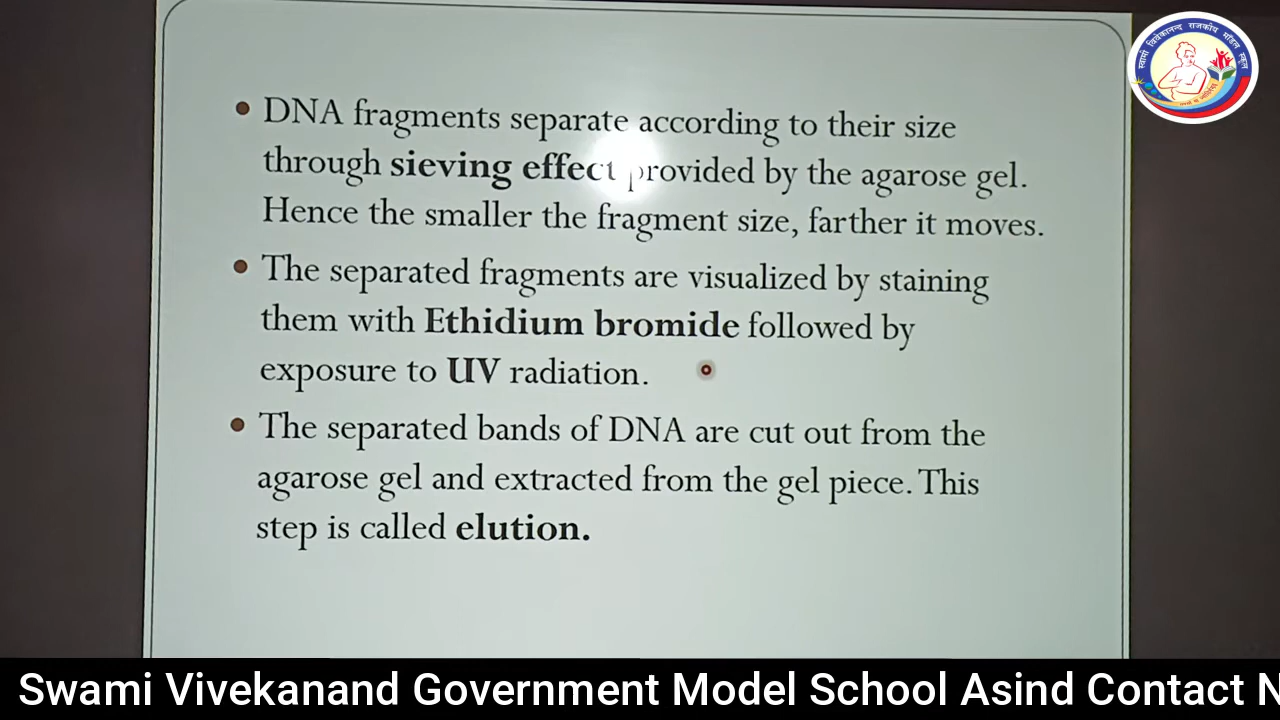 DNA fragments separate according to their size
through sieving effect provided by the agarose gel.
Hence the smaller the fragment size, farther it moves.
The separated fragments are visualized by staining
them with Ethidium bromide followed by
exposure to UV radiation.
The separated bands of DNA are cut out from the
agarose gel and extracted from the gel piece. This
step is called elution.
स्वामी विवेकानन्द राजकीय मॉडल स्कूल
Swami Vivekanand Government Model School Asind Contact N